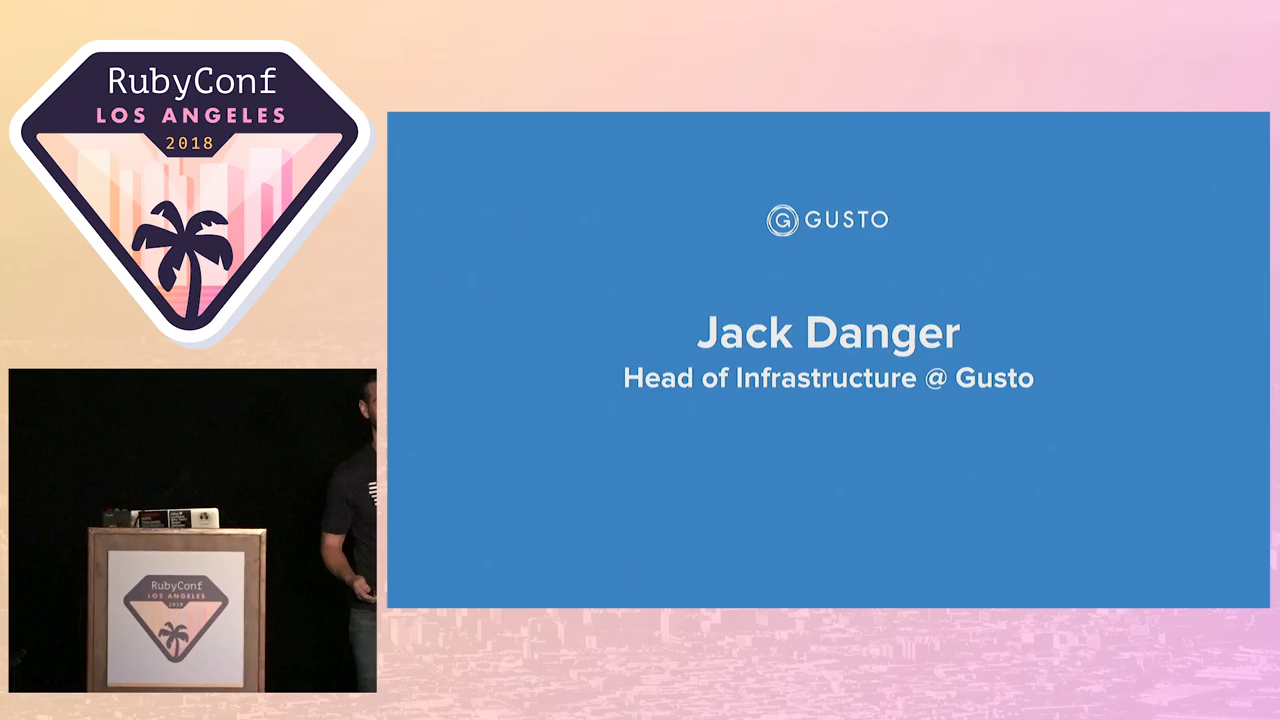 RubyConf
LOS ANGELES
2018
GUSTO
Jack Danger
Head of Infrastructure @ Gusto
RubyConf
LOS ANGELES
2018